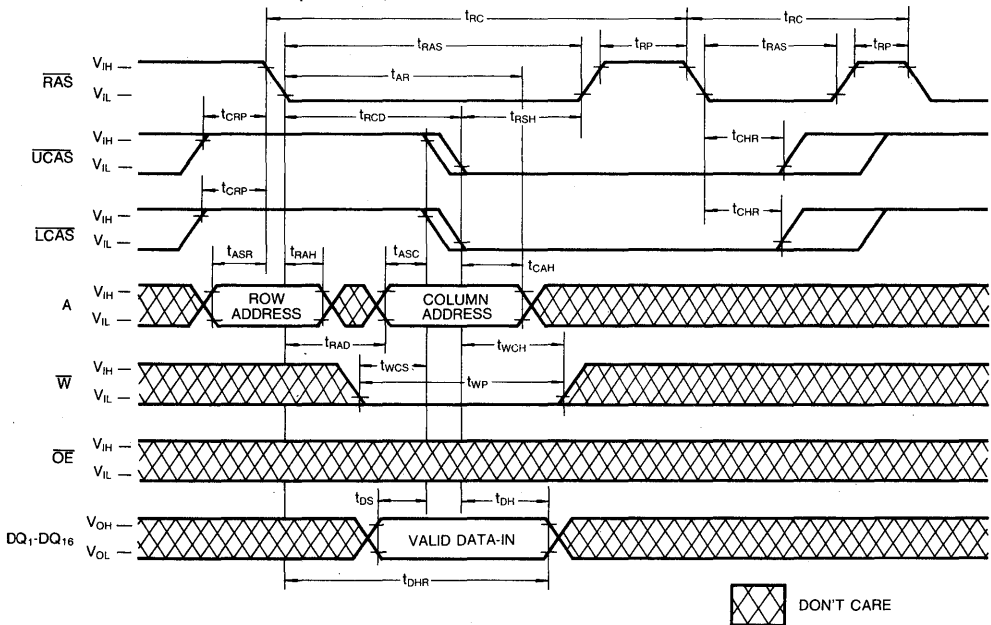 tRC tRC
tRAS tRP tRAS tRP
tAR
RAS VIH
VIL
tCRP tRCD tRSH
UCAS VIH
VIL
tCHR
tCRP
LCAS VIH
VIL
tCHR
tASR tRAH tASC tCAH
A VIH
VIL
ROW ADDRESS
COLUMN ADDRESS
tRAD tWCH
tWCS
tWP
W VIH
VIL
OE VIH
VIL
tDS tDH
DQ1-DQ16 VOH
VOL
VALID DATA-IN
tDHR
DON'T CARE